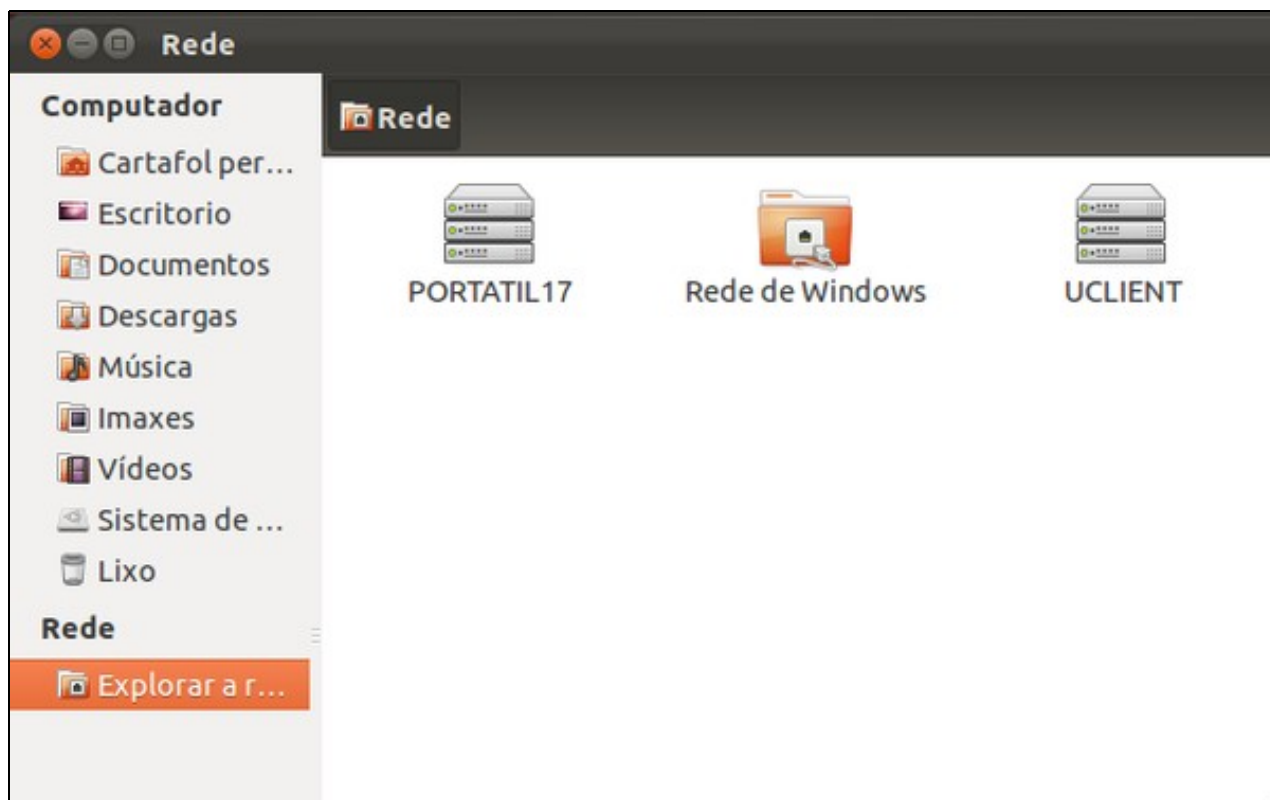 Rede
Computador
Cartafol per...
Escritorio
Documentos
Descargas
Música
Imaxes
Vídeos
Sistema de ...
Lixo
Rede
Explorar a r...
Rede
PORTATIL17
Rede de Windows
UCLIENT